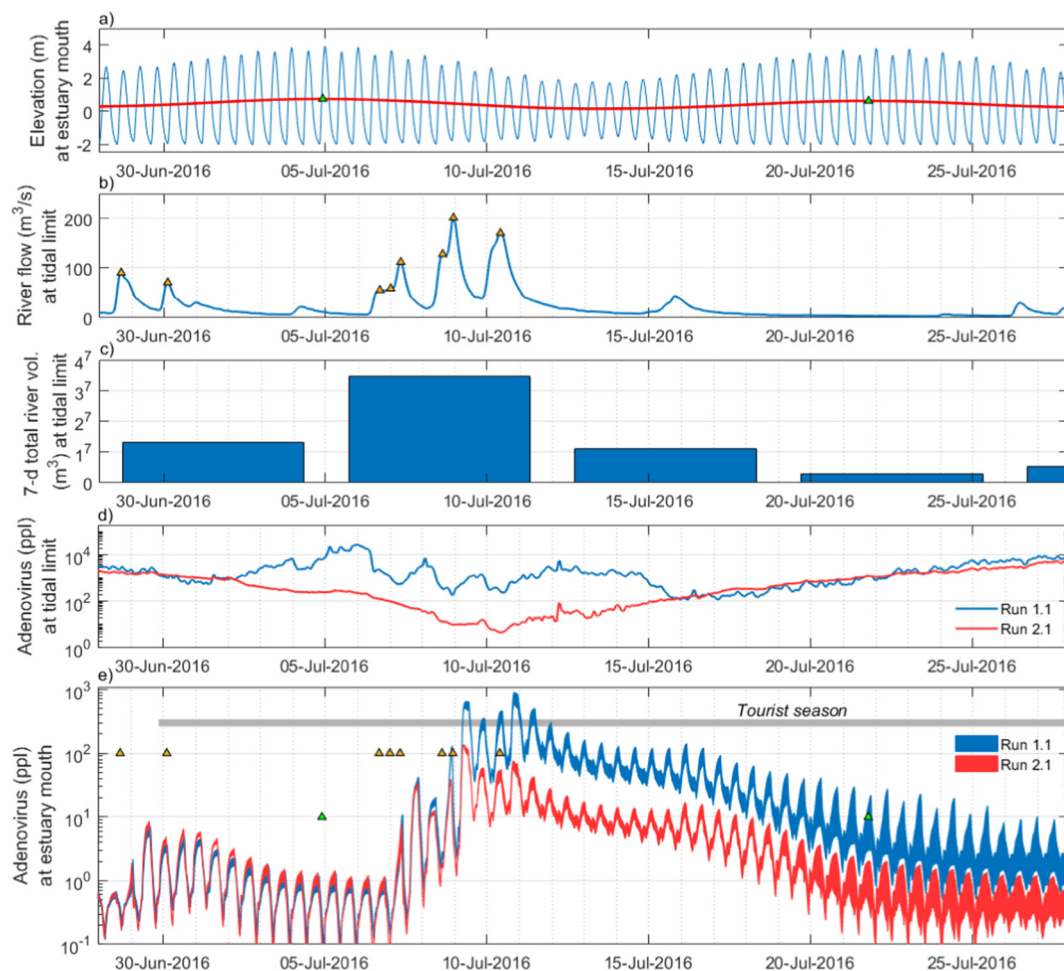 a)
Elevation (m)
at estuary mouth
4
2
0
-2
30-Jun-2016 05-Jul-2016 10-Jul-2016 15-Jul-2016 20-Jul-2016 25-Jul-2016
b)
River flow (m³/s)
at tidal limit
200
100
0
30-Jun-2016 05-Jul-2016 10-Jul-2016 15-Jul-2016 20-Jul-2016 25-Jul-2016
c)
7-d total river vol.
(m³) at tidal limit
4⁷
3⁷
2⁷
1⁷
0
30-Jun-2016 05-Jul-2016 10-Jul-2016 15-Jul-2016 20-Jul-2016 25-Jul-2016
d)
Adenovirus (ppl)
at tidal limit
10⁴
10²
10⁰
Run 1.1
Run 2.1
30-Jun-2016 05-Jul-2016 10-Jul-2016 15-Jul-2016 20-Jul-2016 25-Jul-2016
e)
Adenovirus (ppl)
at estuary mouth
10³
10²
10¹
10⁰
10⁻¹
Tourist season
Run 1.1
Run 2.1
30-Jun-2016 05-Jul-2016 10-Jul-2016 15-Jul-2016 20-Jul-2016 25-Jul-2016